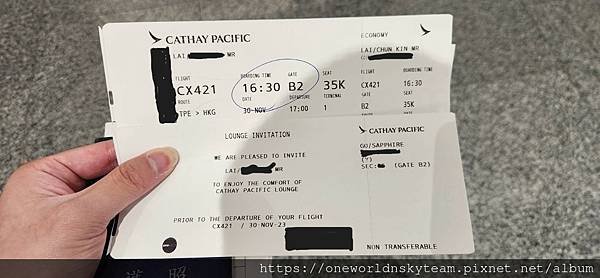 CATHAY PACIFIC
ECONOMY
LAI/ MR
LAI/CHUN KIN MR
FLIGHT BOARDING TIME GATE SEAT
CX421 16:30 B2 35K
ROUTE DATE DEPARTURE TERMINAL
TPE > HKG 30-NOV 17:00 1
FLIGHT
CX421
GATE SEAT
B2 35K
LOUNGE INVITATION
WE ARE PLEASED TO INVITE
LAI/ MR
TO ENJOY THE COMFORT OF
CATHAY PACIFIC LOUNGE
PRIOR TO THE DEPARTURE OF YOUR FLIGHT
CX421 / 30-NOV-23
CATHAY PACIFIC
GO/SAPPHIRE
(Y)
SEC: (GATE B2)
NON TRANSFERABLE
https://oneworldnskyteam.pixnet.net/album